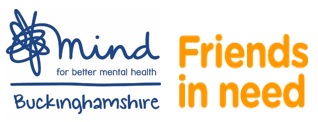 mind
for better mental health
Buckinghamshire
Friends
in need